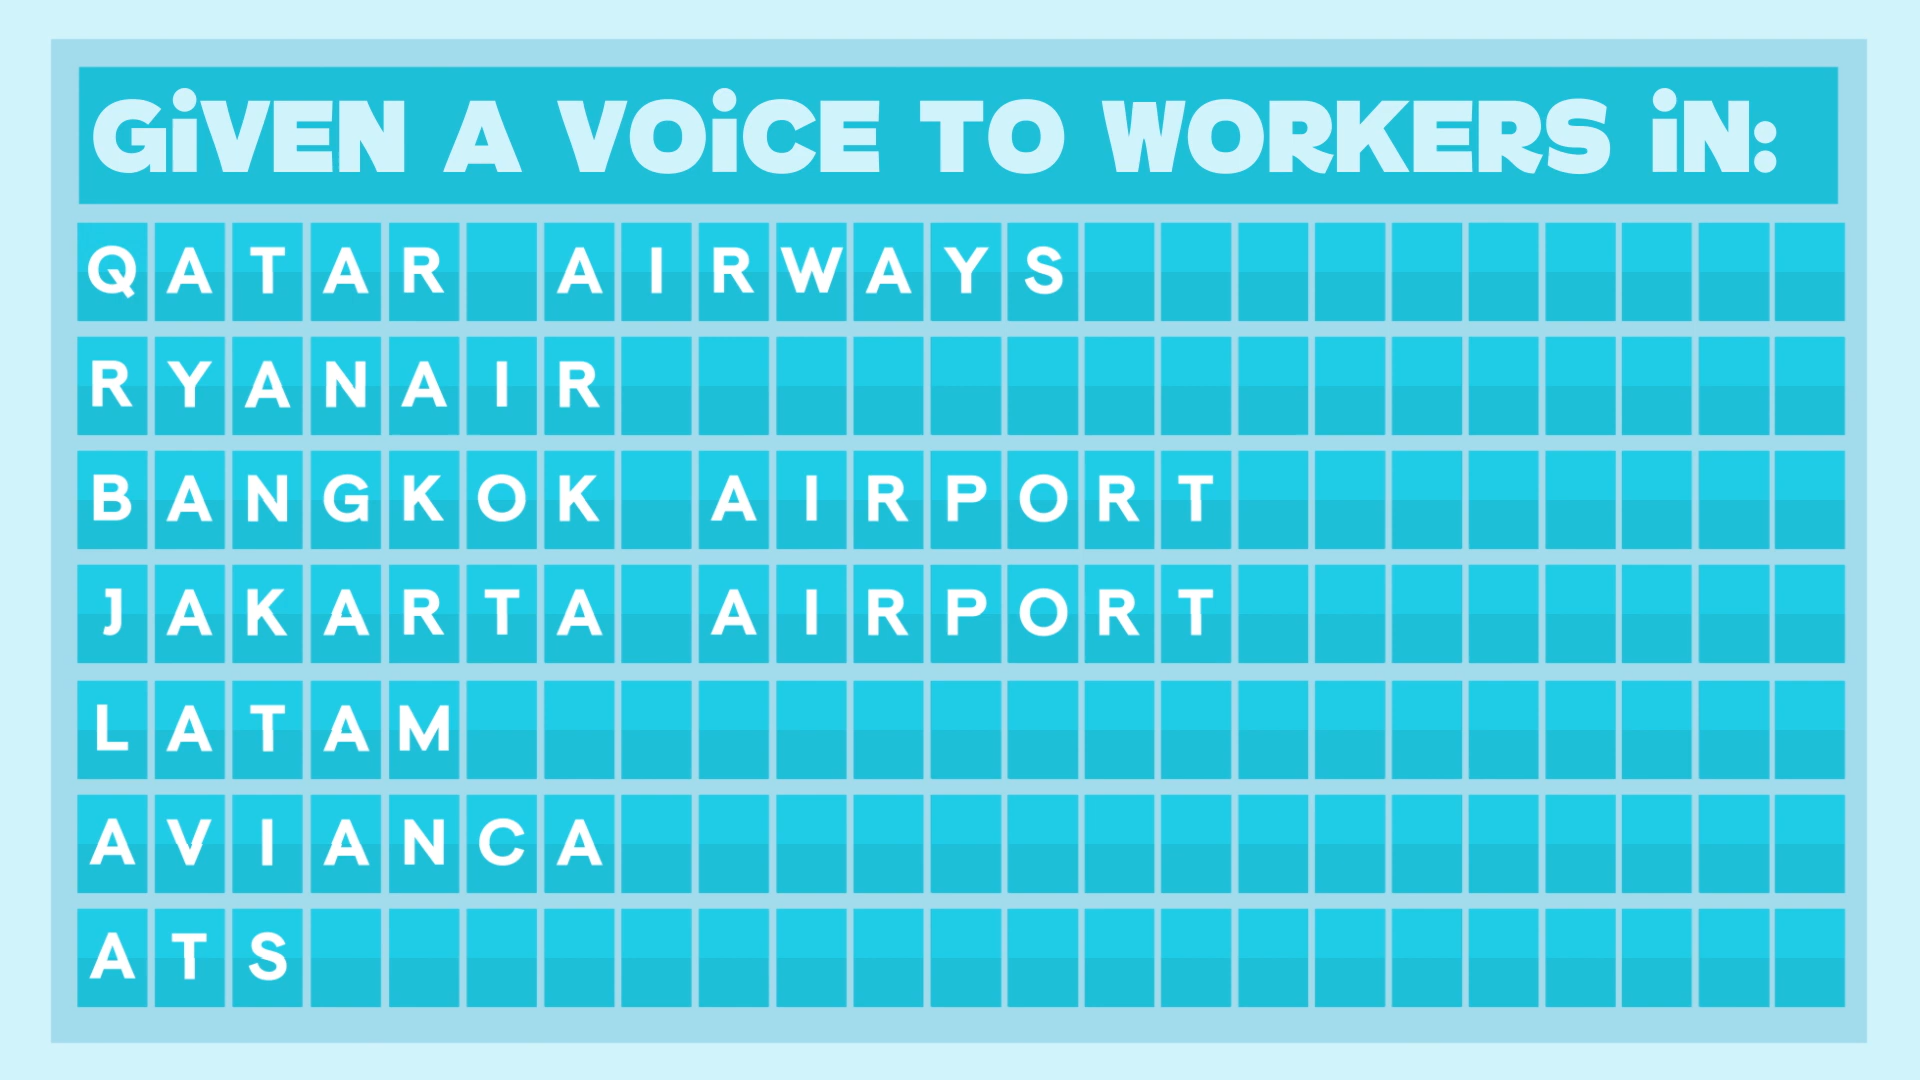 GiVEN A VOiCE TO WORKERS iN:
QATAR AIRWAYS
RYANAIR
BANGKOK AIRPORT
JAKARTA AIRPORT
LATAM
AVIANCA
ATS